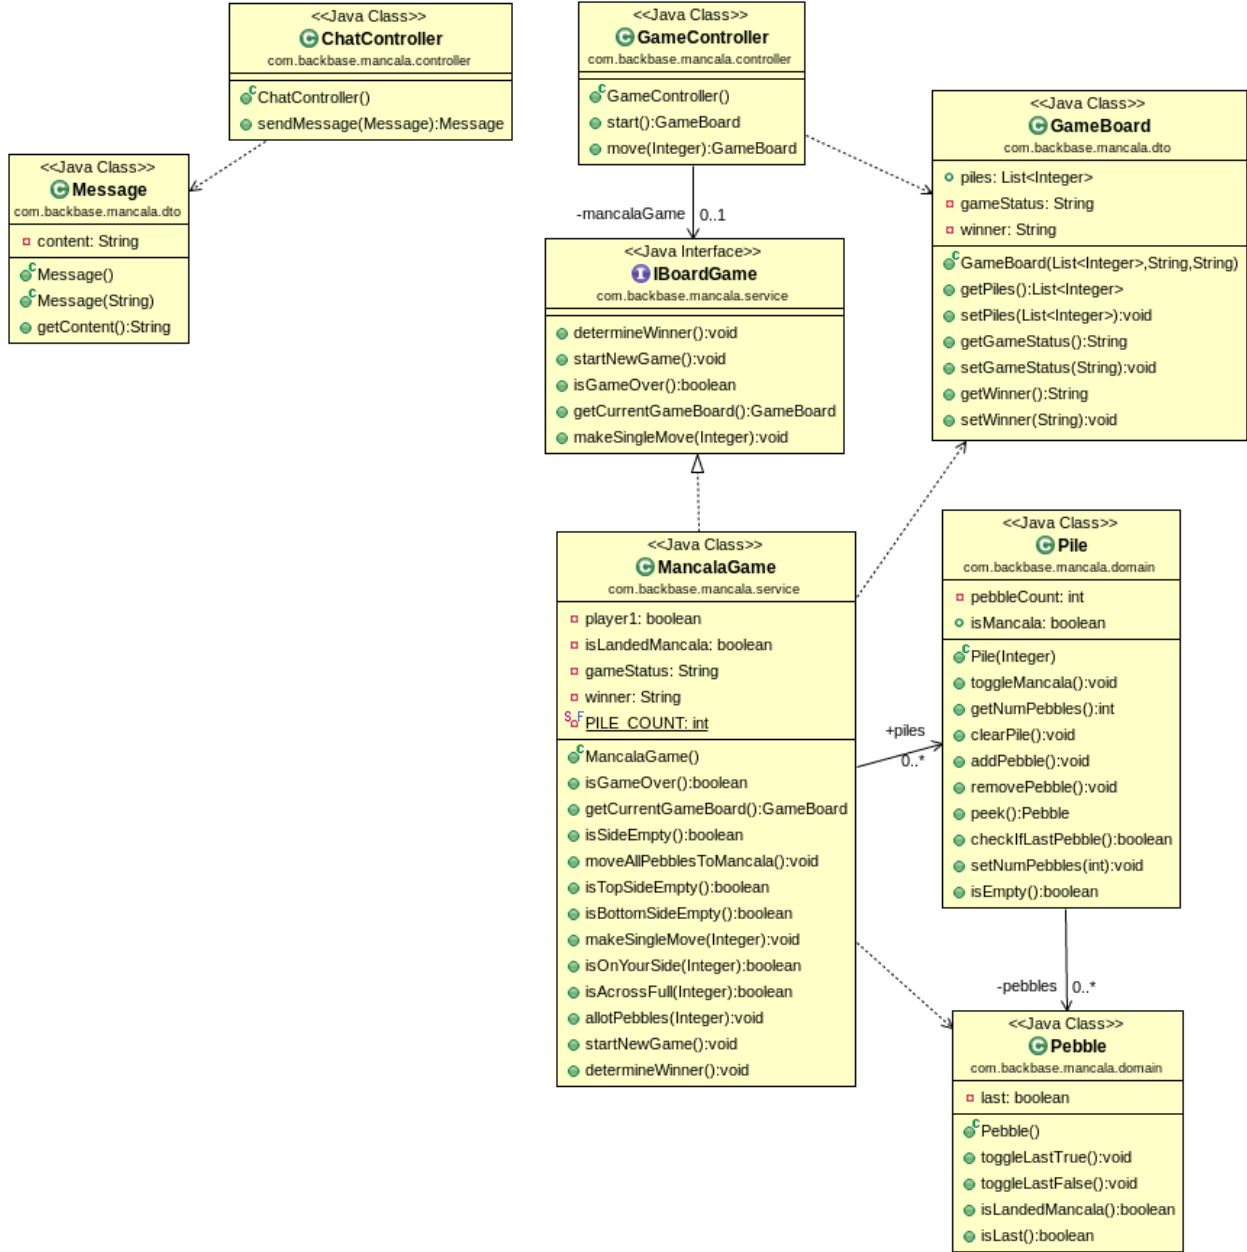 <<Java Class>>
ChatController
com.backbase.mancala.controller
ChatController()
sendMessage(Message):Message
<<Java Class>>
GameController
com.backbase.mancala.controller
GameController()
start():GameBoard
move(Integer):GameBoard
<<Java Class>>
GameBoard
com.backbase.mancala.dto
piles: List<Integer>
gameStatus: String
winner: String
GameBoard(List<Integer>,String,String)
getPiles():List<Integer>
setPiles(List<Integer>):void
getGameStatus():String
setGameStatus(String):void
getWinner():String
setWinner(String):void
<<Java Class>>
Message
com.backbase.mancala.dto
content: String
Message()
Message(String)
getContent():String
-mancalaGame
0..1
<<Java Interface>>
IBoardGame
com.backbase.mancala.service
determineWinner():void
startNewGame():void
isGameOver():boolean
getCurrentGameBoard():GameBoard
makeSingleMove(Integer):void
<<Java Class>>
MancalaGame
com.backbase.mancala.service
player1: boolean
isLandedMancala: boolean
gameStatus: String
winner: String
PILE_COUNT: int
MancalaGame()
isGameOver():boolean
getCurrentGameBoard():GameBoard
isSideEmpty():boolean
moveAllPebblesToMancala():void
isTopSideEmpty():boolean
isBottomSideEmpty():boolean
makeSingleMove(Integer):void
isOnYourSide(Integer):boolean
isAcrossFull(Integer):boolean
allotPebbles(Integer):void
startNewGame():void
determineWinner():void
+piles
0..*
<<Java Class>>
Pile
com.backbase.mancala.domain
pebbleCount: int
isMancala: boolean
Pile(Integer)
toggleMancala():void
getNumPebbles():int
clearPile():void
addPebble():void
removePebble():void
peek():Pebble
checkIfLastPebble():boolean
setNumPebbles(int):void
isEmpty():boolean
-pebbles
0..*
<<Java Class>>
Pebble
com.backbase.mancala.domain
last: boolean
Pebble()
toggleLastTrue():void
toggleLastFalse():void
isLandedMancala():boolean
isLast():boolean